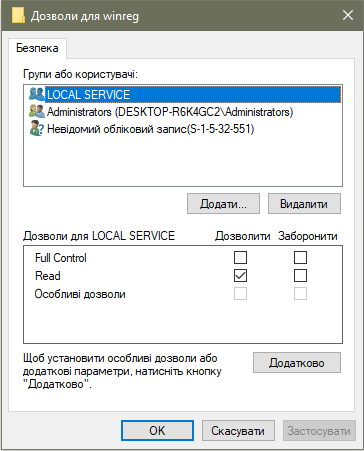 Дозволи для winreg
Безпека
Групи або користувачі:
LOCAL SERVICE
Administrators (DESKTOP-R6K4GC2\Administrators)
Невідомий обліковий запис(S-1-5-32-551)
Додати...
Видалити
Дозволи для LOCAL SERVICE Дозволити Заборонити
Full Control
Read
Особливі дозволи
Щоб установити особливі дозволи або
додаткові параметри, натисніть кнопку
"Додатково".
Додатково
OK
Скасувати
Застосувати